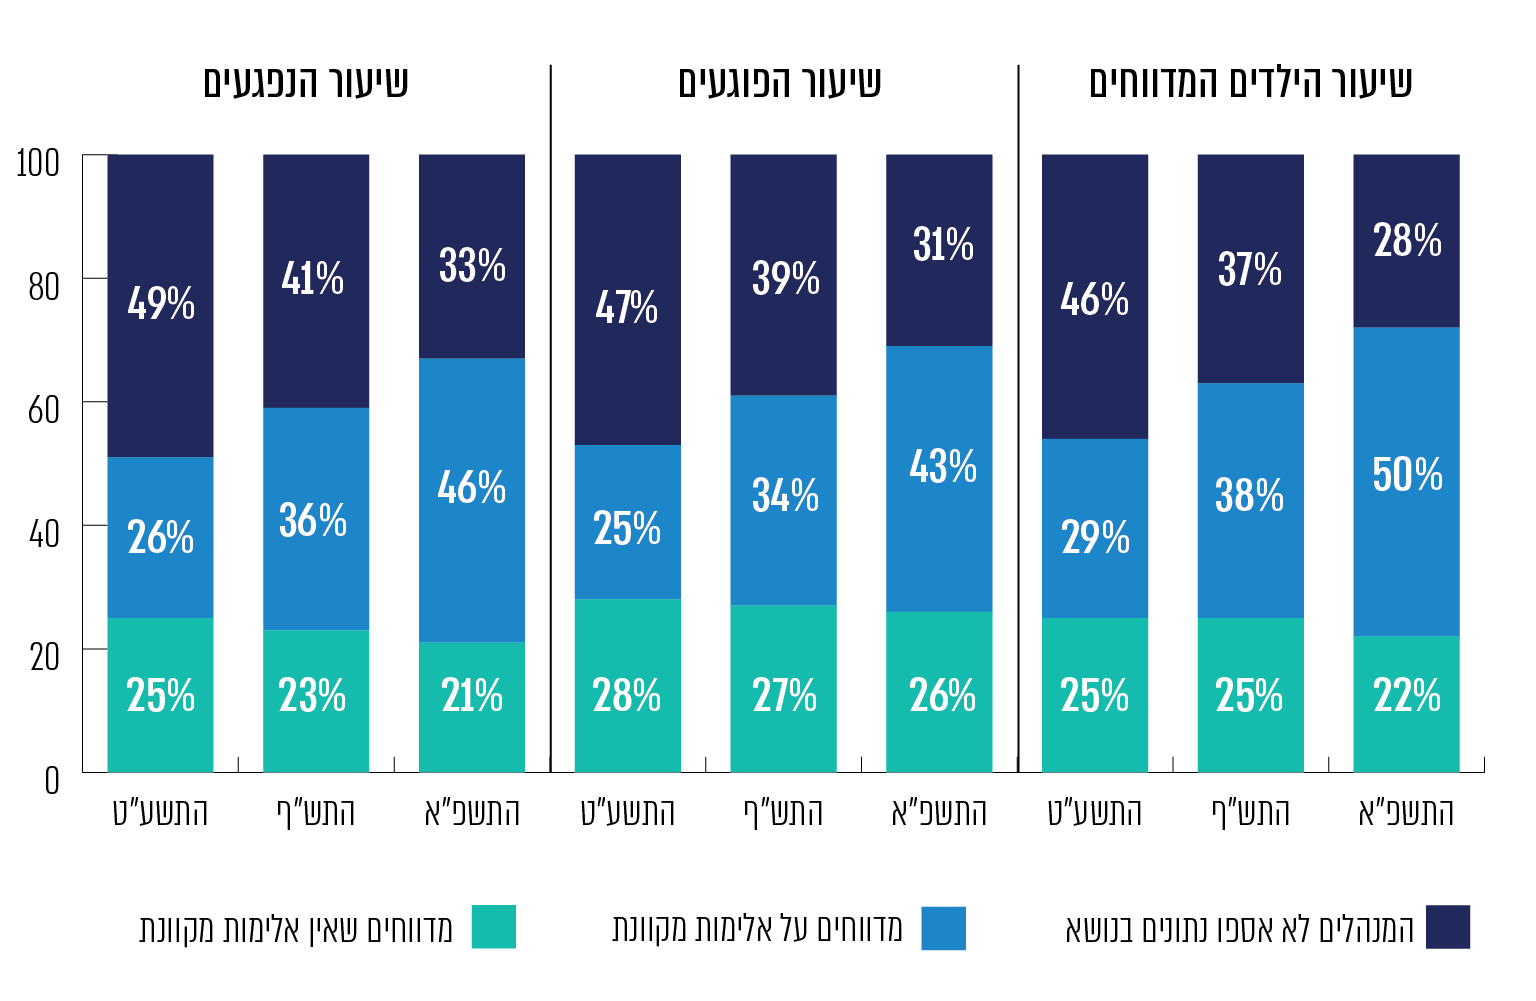 שיעור הנפגעים
שיעור הפוגעים
שיעור הילדים המדווחים
100
80
60
40
20
0
49% 41% 33% 47% 39% 31% 46% 37% 28%
26% 36% 46% 25% 34% 43% 29% 38% 50%
25% 23% 21% 28% 27% 26% 25% 25% 22%
התשע"ט התש"ף התשפ"א התשע"ט התש"ף התשפ"א התשע"ט התש"ף התשפ"א
המנהלים לא אספו נתונים בנושא
מדווחים על אלימות מקוונת
מדווחים שאין אלימות מקוונת